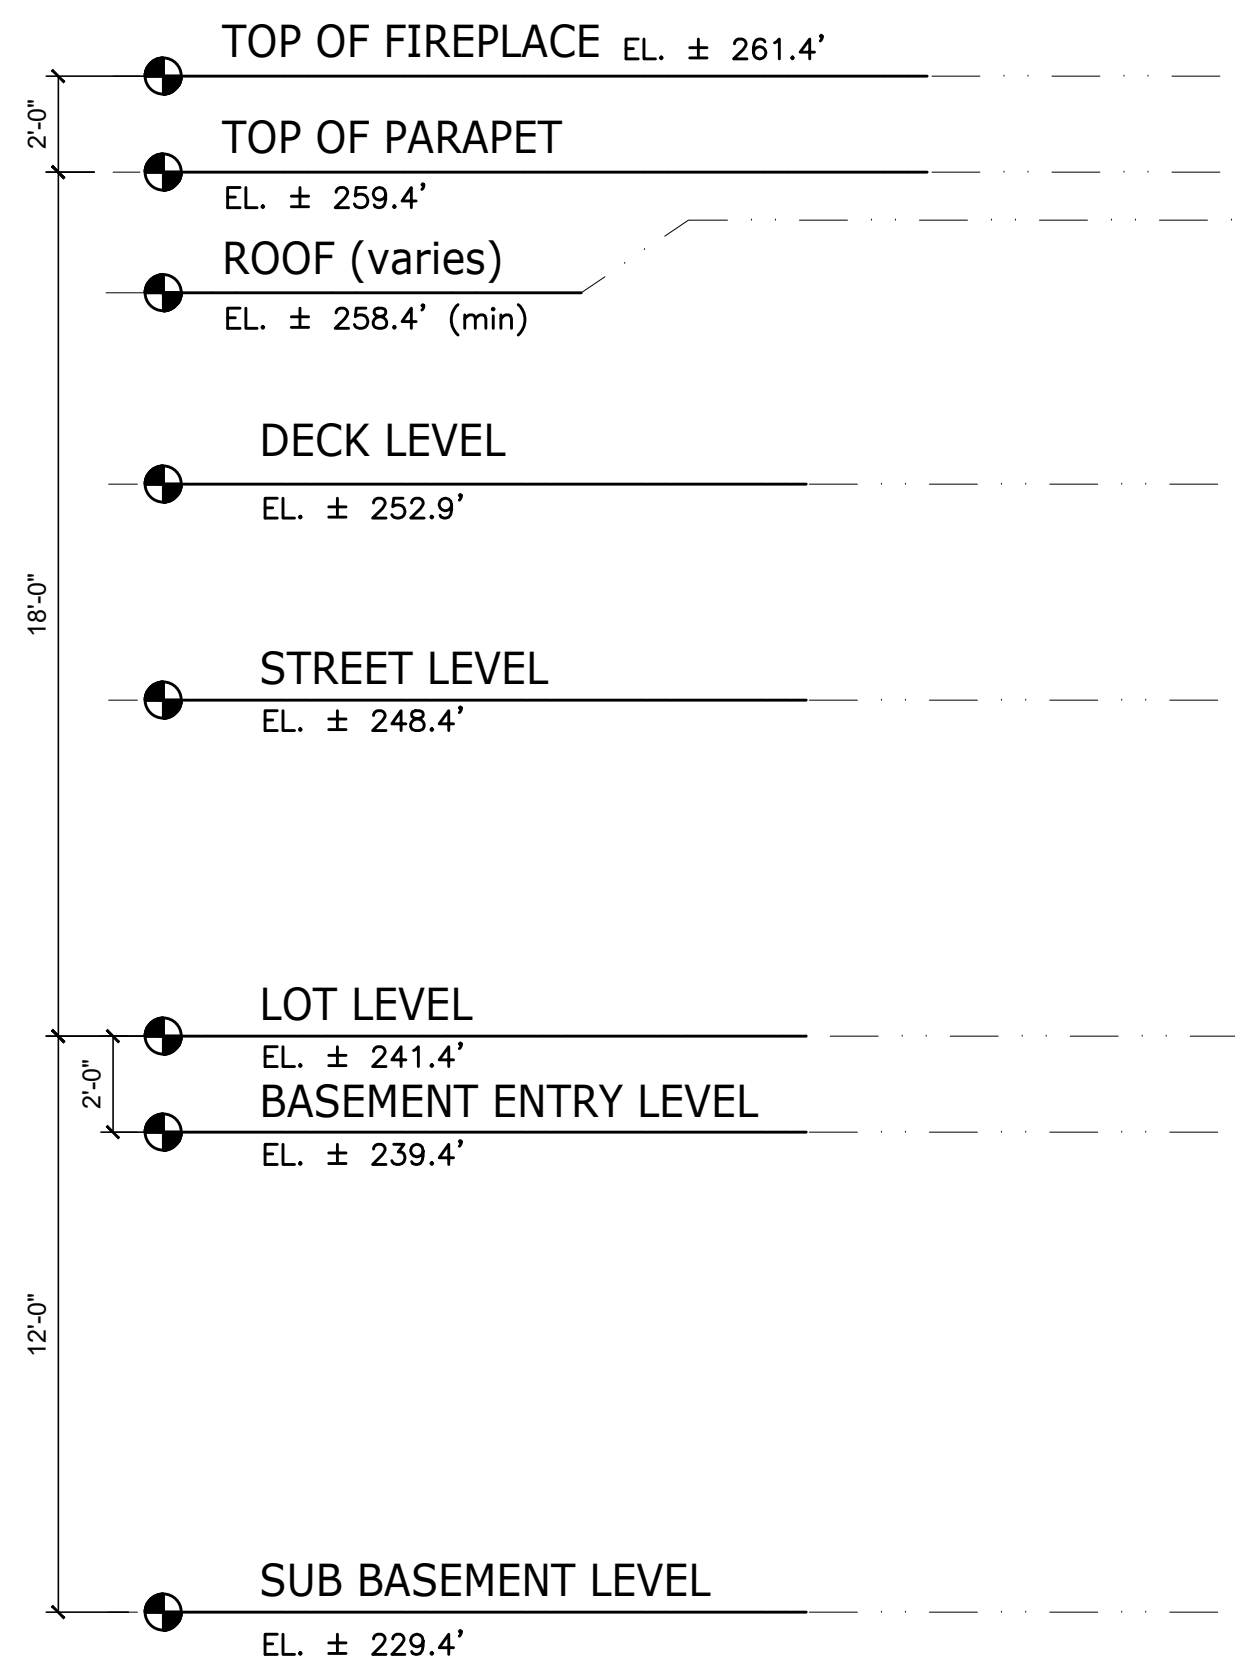 TOP OF FIREPLACE EL. ± 261.4'
2'-0"
TOP OF PARAPET
EL. ± 259.4'
ROOF (varies)
EL. ± 258.4' (min)
DECK LEVEL
EL. ± 252.9'
18'-0"
STREET LEVEL
EL. ± 248.4'
LOT LEVEL
EL. ± 241.4'
2'-0"
BASEMENT ENTRY LEVEL
EL. ± 239.4'
12'-0"
SUB BASEMENT LEVEL
EL. ± 229.4'